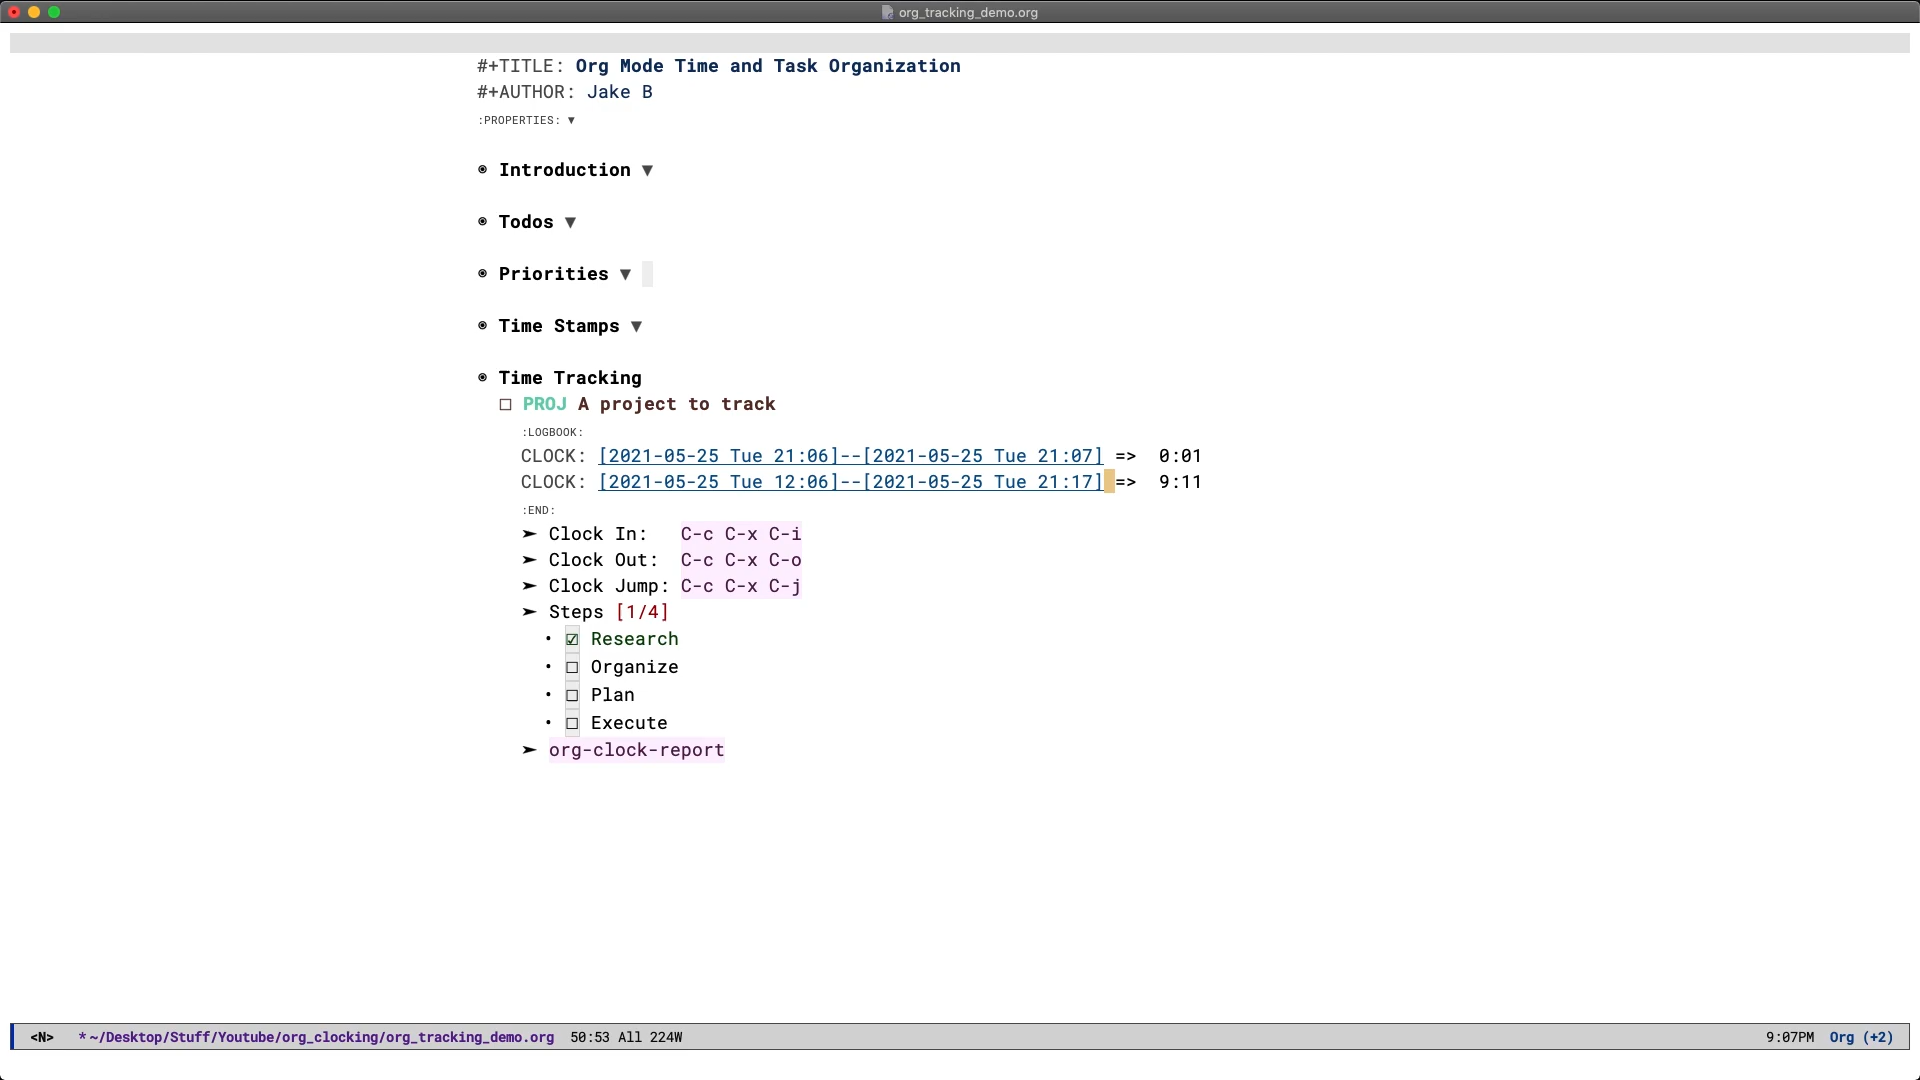 org_tracking_demo.org
#+TITLE: Org Mode Time and Task Organization
#+AUTHOR: Jake B
:PROPERTIES: ▼
◉ Introduction ▼
◉ Todos ▼
◉ Priorities ▼
◉ Time Stamps ▼
◉ Time Tracking
☐ PROJ A project to track
:LOGBOOK:
CLOCK: [2021-05-25 Tue 21:06]--[2021-05-25 Tue 21:07] =>  0:01
CLOCK: [2021-05-25 Tue 12:06]--[2021-05-25 Tue 21:17] =>  9:11
:END:
➤ Clock In:   C-c C-x C-i
➤ Clock Out:  C-c C-x C-o
➤ Clock Jump: C-c C-x C-j
➤ Steps [1/4]
• ☑ Research
• ☐ Organize
• ☐ Plan
• ☐ Execute
➤ org-clock-report
<N>  *~/Desktop/Stuff/Youtube/org_clocking/org_tracking_demo.org  50:53 All 224W  9:07PM  Org (+2)